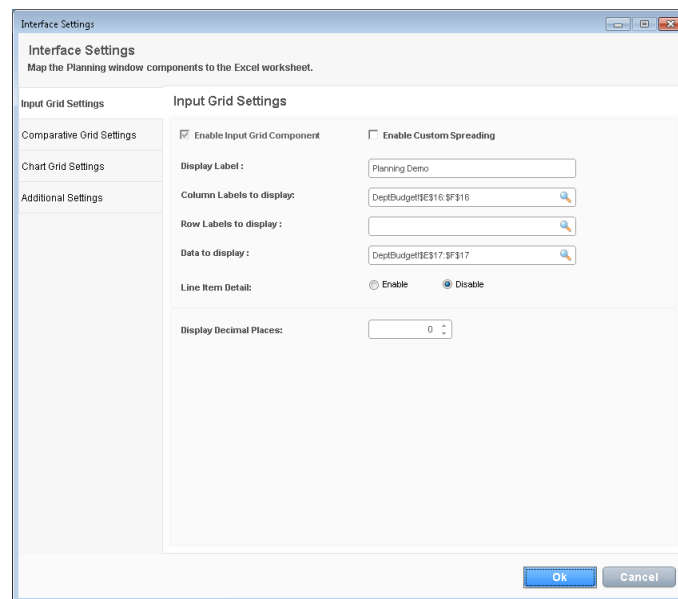 Interface Settings
Interface Settings
Map the Planning window components to the Excel worksheet.
Input Grid Settings
Comparative Grid Settings
Chart Grid Settings
Additional Settings
Input Grid Settings
Enable Input Grid Component
Enable Custom Spreading
Display Label :
Planning Demo
Column Labels to display:
DeptBudget!$E$16:$F$16
Row Labels to display :
Data to display :
DeptBudget!$E$17:$F$17
Line Item Detail:
Enable
Disable
Display Decimal Places:
0
Ok
Cancel